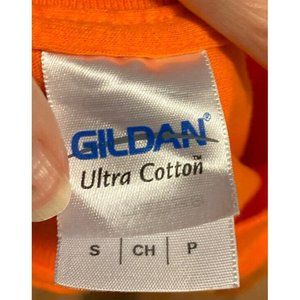 GILDAN®
Ultra Cotton™
S | CH | P